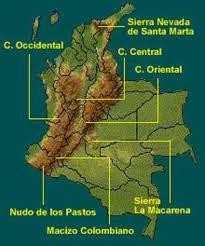 Sierra Nevada
de Santa Marta
C. Occidental
C. Central
C. Oriental
Sierra
La Macarena
Nudo de los Pastos
Macizo Colombiano